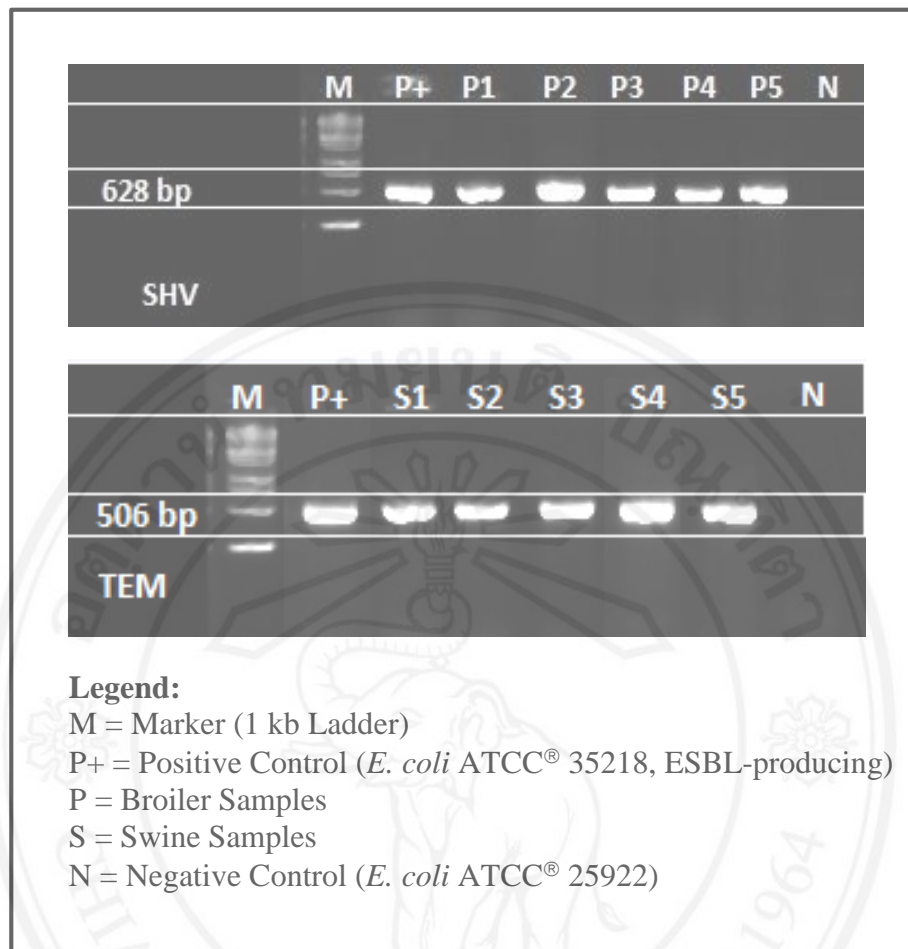 M P+ P1 P2 P3 P4 P5 N
628 bp
SHV
M P+ S1 S2 S3 S4 S5 N
506 bp
TEM
Legend:
M = Marker (1 kb Ladder)
P+ = Positive Control (E. coli ATCC® 35218, ESBL-producing)
P = Broiler Samples
S = Swine Samples
N = Negative Control (E. coli ATCC® 25922)
1964